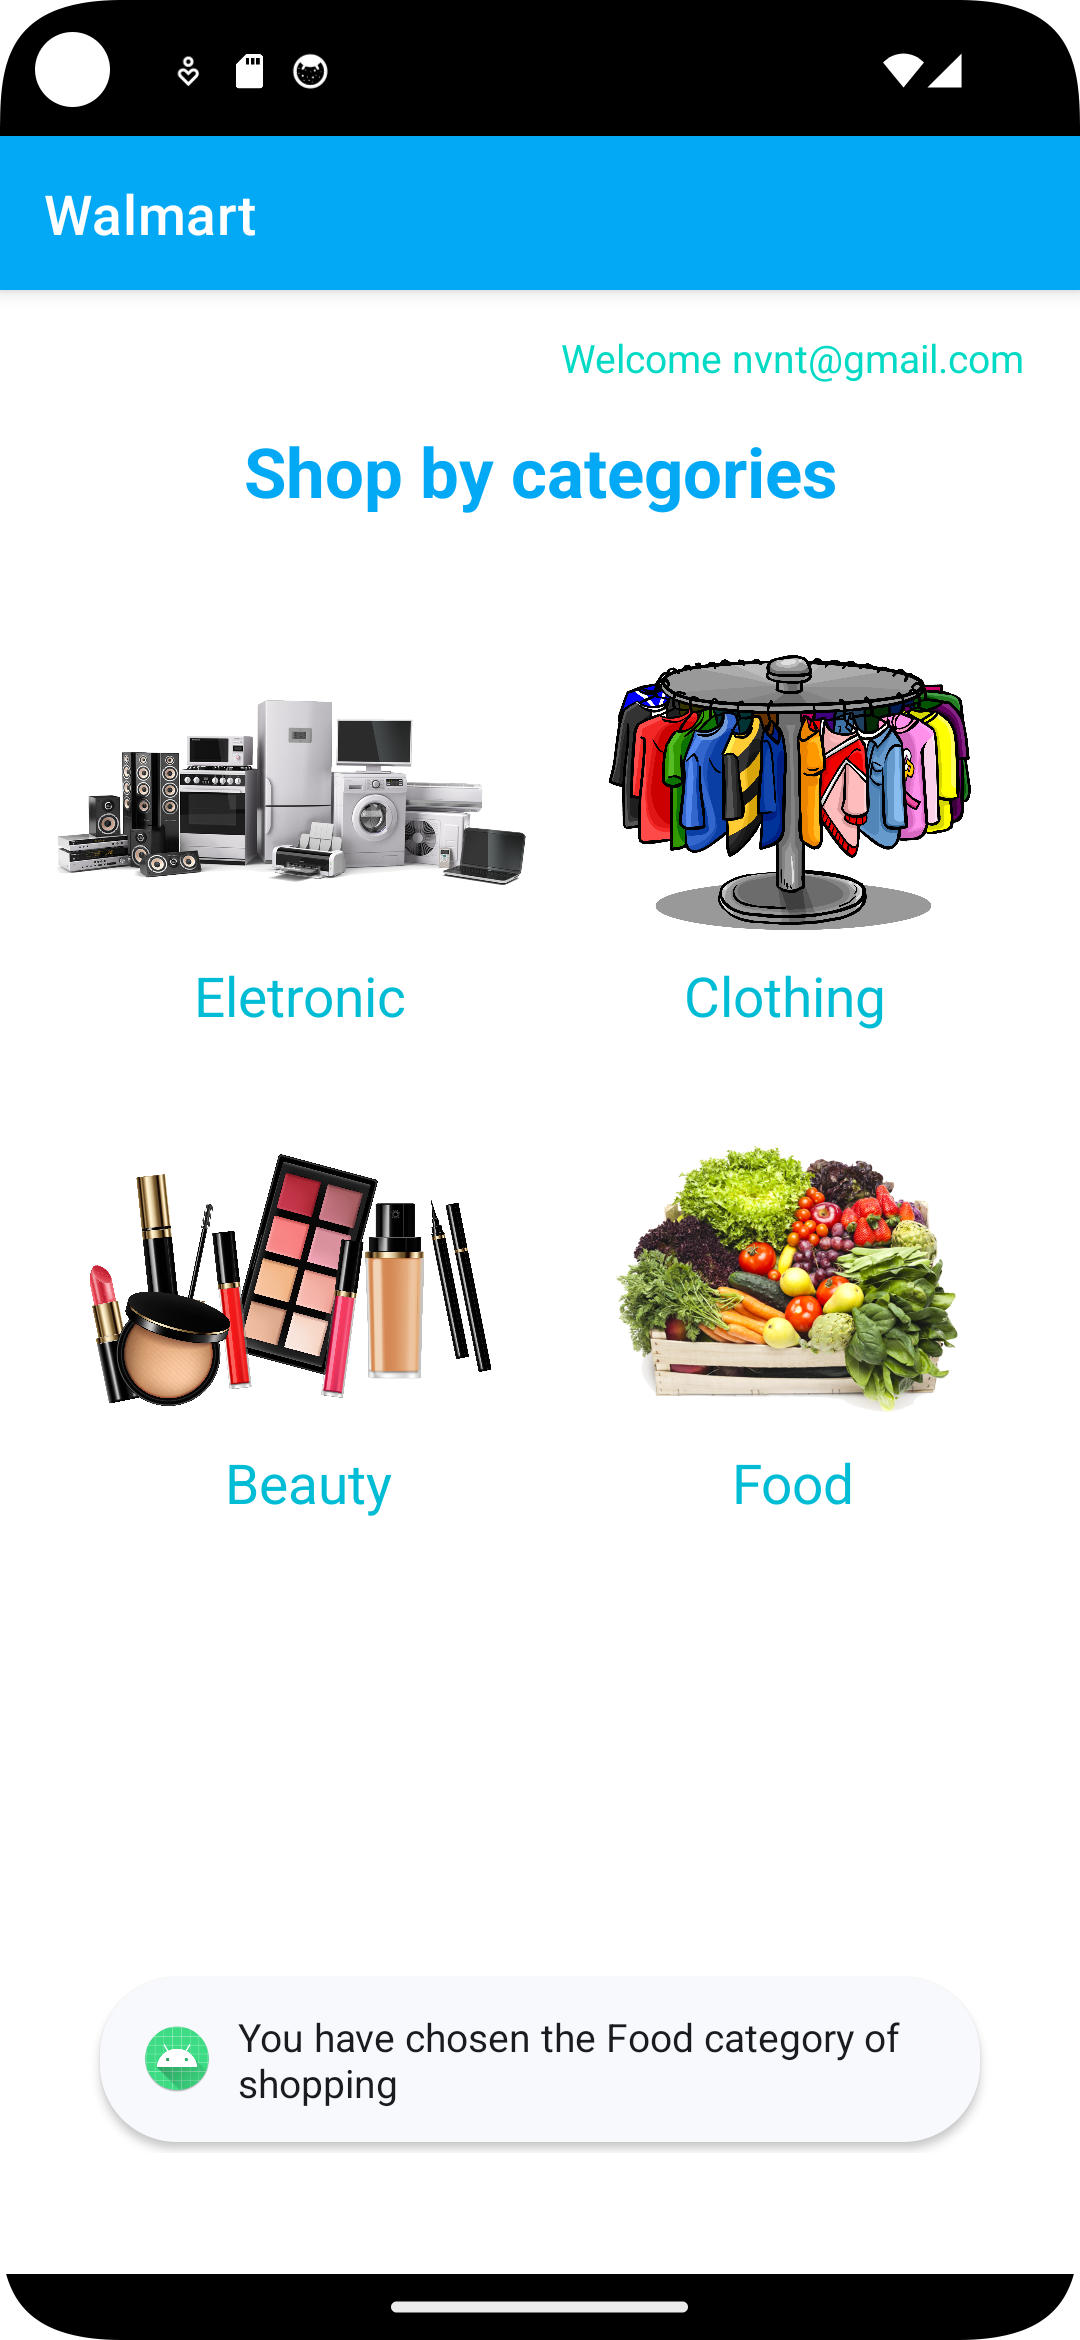 Walmart
Welcome nvnt@gmail.com
Shop by categories
Eletronic
Clothing
Beauty
Food
You have chosen the Food category of
shopping